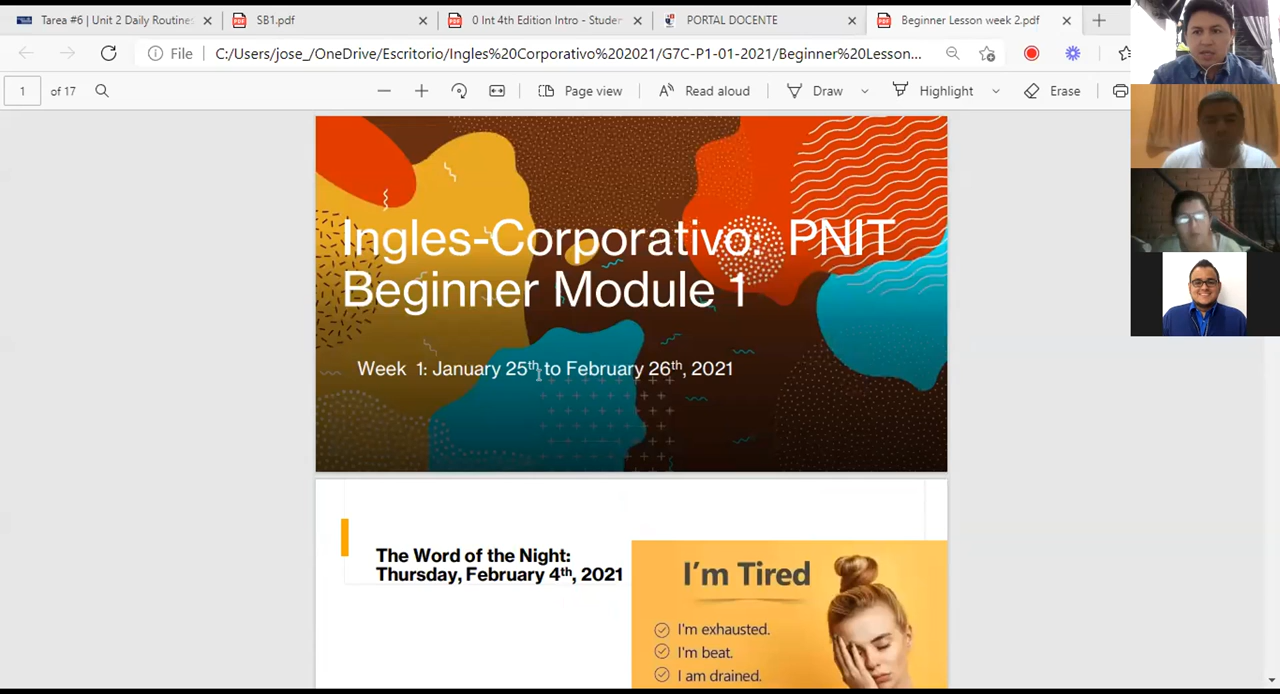 Tarea #6 | Unit 2 Daily Routines
SB1.pdf
0 Int 4th Edition Intro - Studen
PORTAL DOCENTE
Beginner Lesson week 2.pdf
File
C:/Users/jose_/OneDrive/Escritorio/Ingles%20Corporativo%202021/G7C-P1-01-2021/Beginner%20Lesson...
1 of 17
Page view
Read aloud
Draw
Highlight
Erase
Ingles-Corporativo: PNIT
Beginner Module 1
Week 1: January 25th to February 26th, 2021
The Word of the Night:
Thursday, February 4th, 2021
I'm Tired
I'm exhausted.
I'm beat.
I am drained.